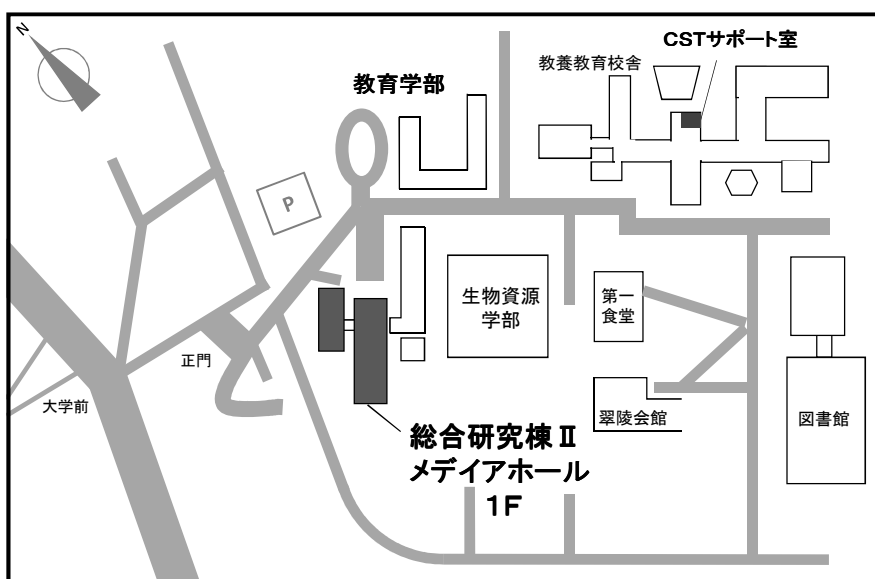 N
CSTサポート室
教養教育校舎
教育学部
P
生物資源
学部
第一
食堂
正門
大学前
翠陵会館
図書館
総合研究棟Ⅱ
メデイアホール
1F